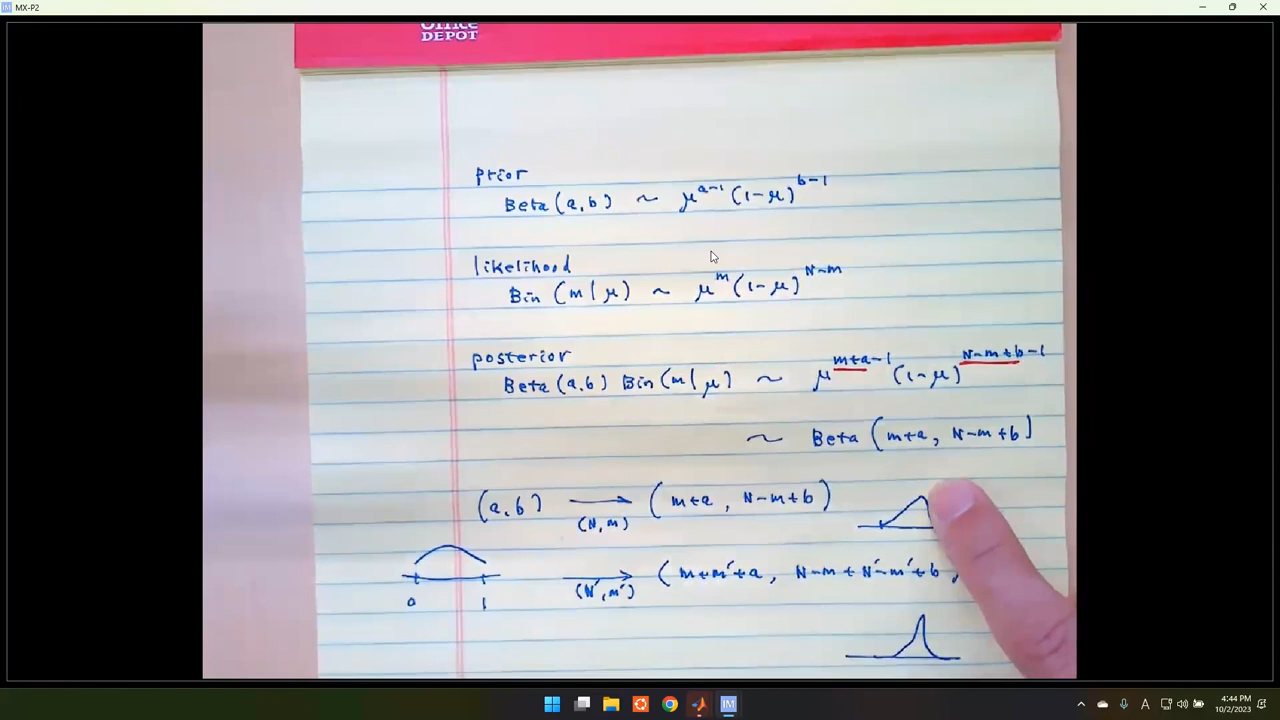 MX-P2
Office
DEPOT
prior
Beta (a,b) ~ μ^{a-1} (1-μ)^{b-1}
likelihood
Bin (m | μ) ~ μ^m (1-μ)^{N-m}
posterior
Beta (a,b) Bin (m | μ) ~ μ^{m+a-1} (1-μ)^{N-m+b-1}
~ Beta (m+a, N-m+b)
(a,b) → (m+a, N-m+b)
(N,m)
→ (m+m'+a, N-m+N'-m'+b,
(N',m')
0 1
4:44 PM
10/2/2023